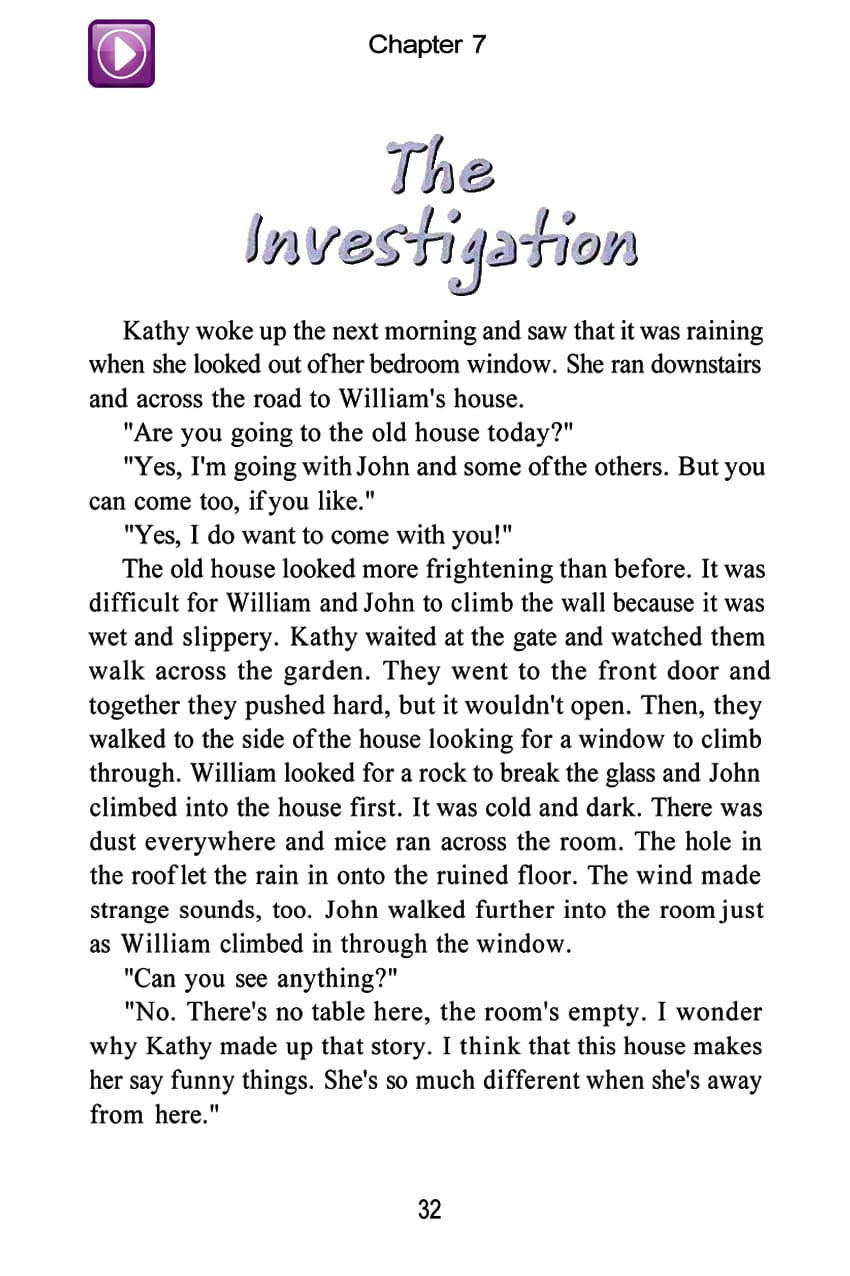 Chapter 7
The
Investigation
Kathy woke up the next morning and saw that it was raining
when she looked out of her bedroom window. She ran downstairs
and across the road to William's house.
"Are you going to the old house today?"
"Yes, I'm going with John and some of the others. But you
can come too, if you like."
"Yes, I do want to come with you!"
The old house looked more frightening than before. It was
difficult for William and John to climb the wall because it was
wet and slippery. Kathy waited at the gate and watched them
walk across the garden. They went to the front door and
together they pushed hard, but it wouldn't open. Then, they
walked to the side of the house looking for a window to climb
through. William looked for a rock to break the glass and John
climbed into the house first. It was cold and dark. There was
dust everywhere and mice ran across the room. The hole in
the roof let the rain in onto the ruined floor. The wind made
strange sounds, too. John walked further into the room just
as William climbed in through the window.
"Can you see anything?"
"No. There's no table here, the room's empty. I wonder
why Kathy made up that story. I think that this house makes
her say funny things. She's so much different when she's away
from here."
32